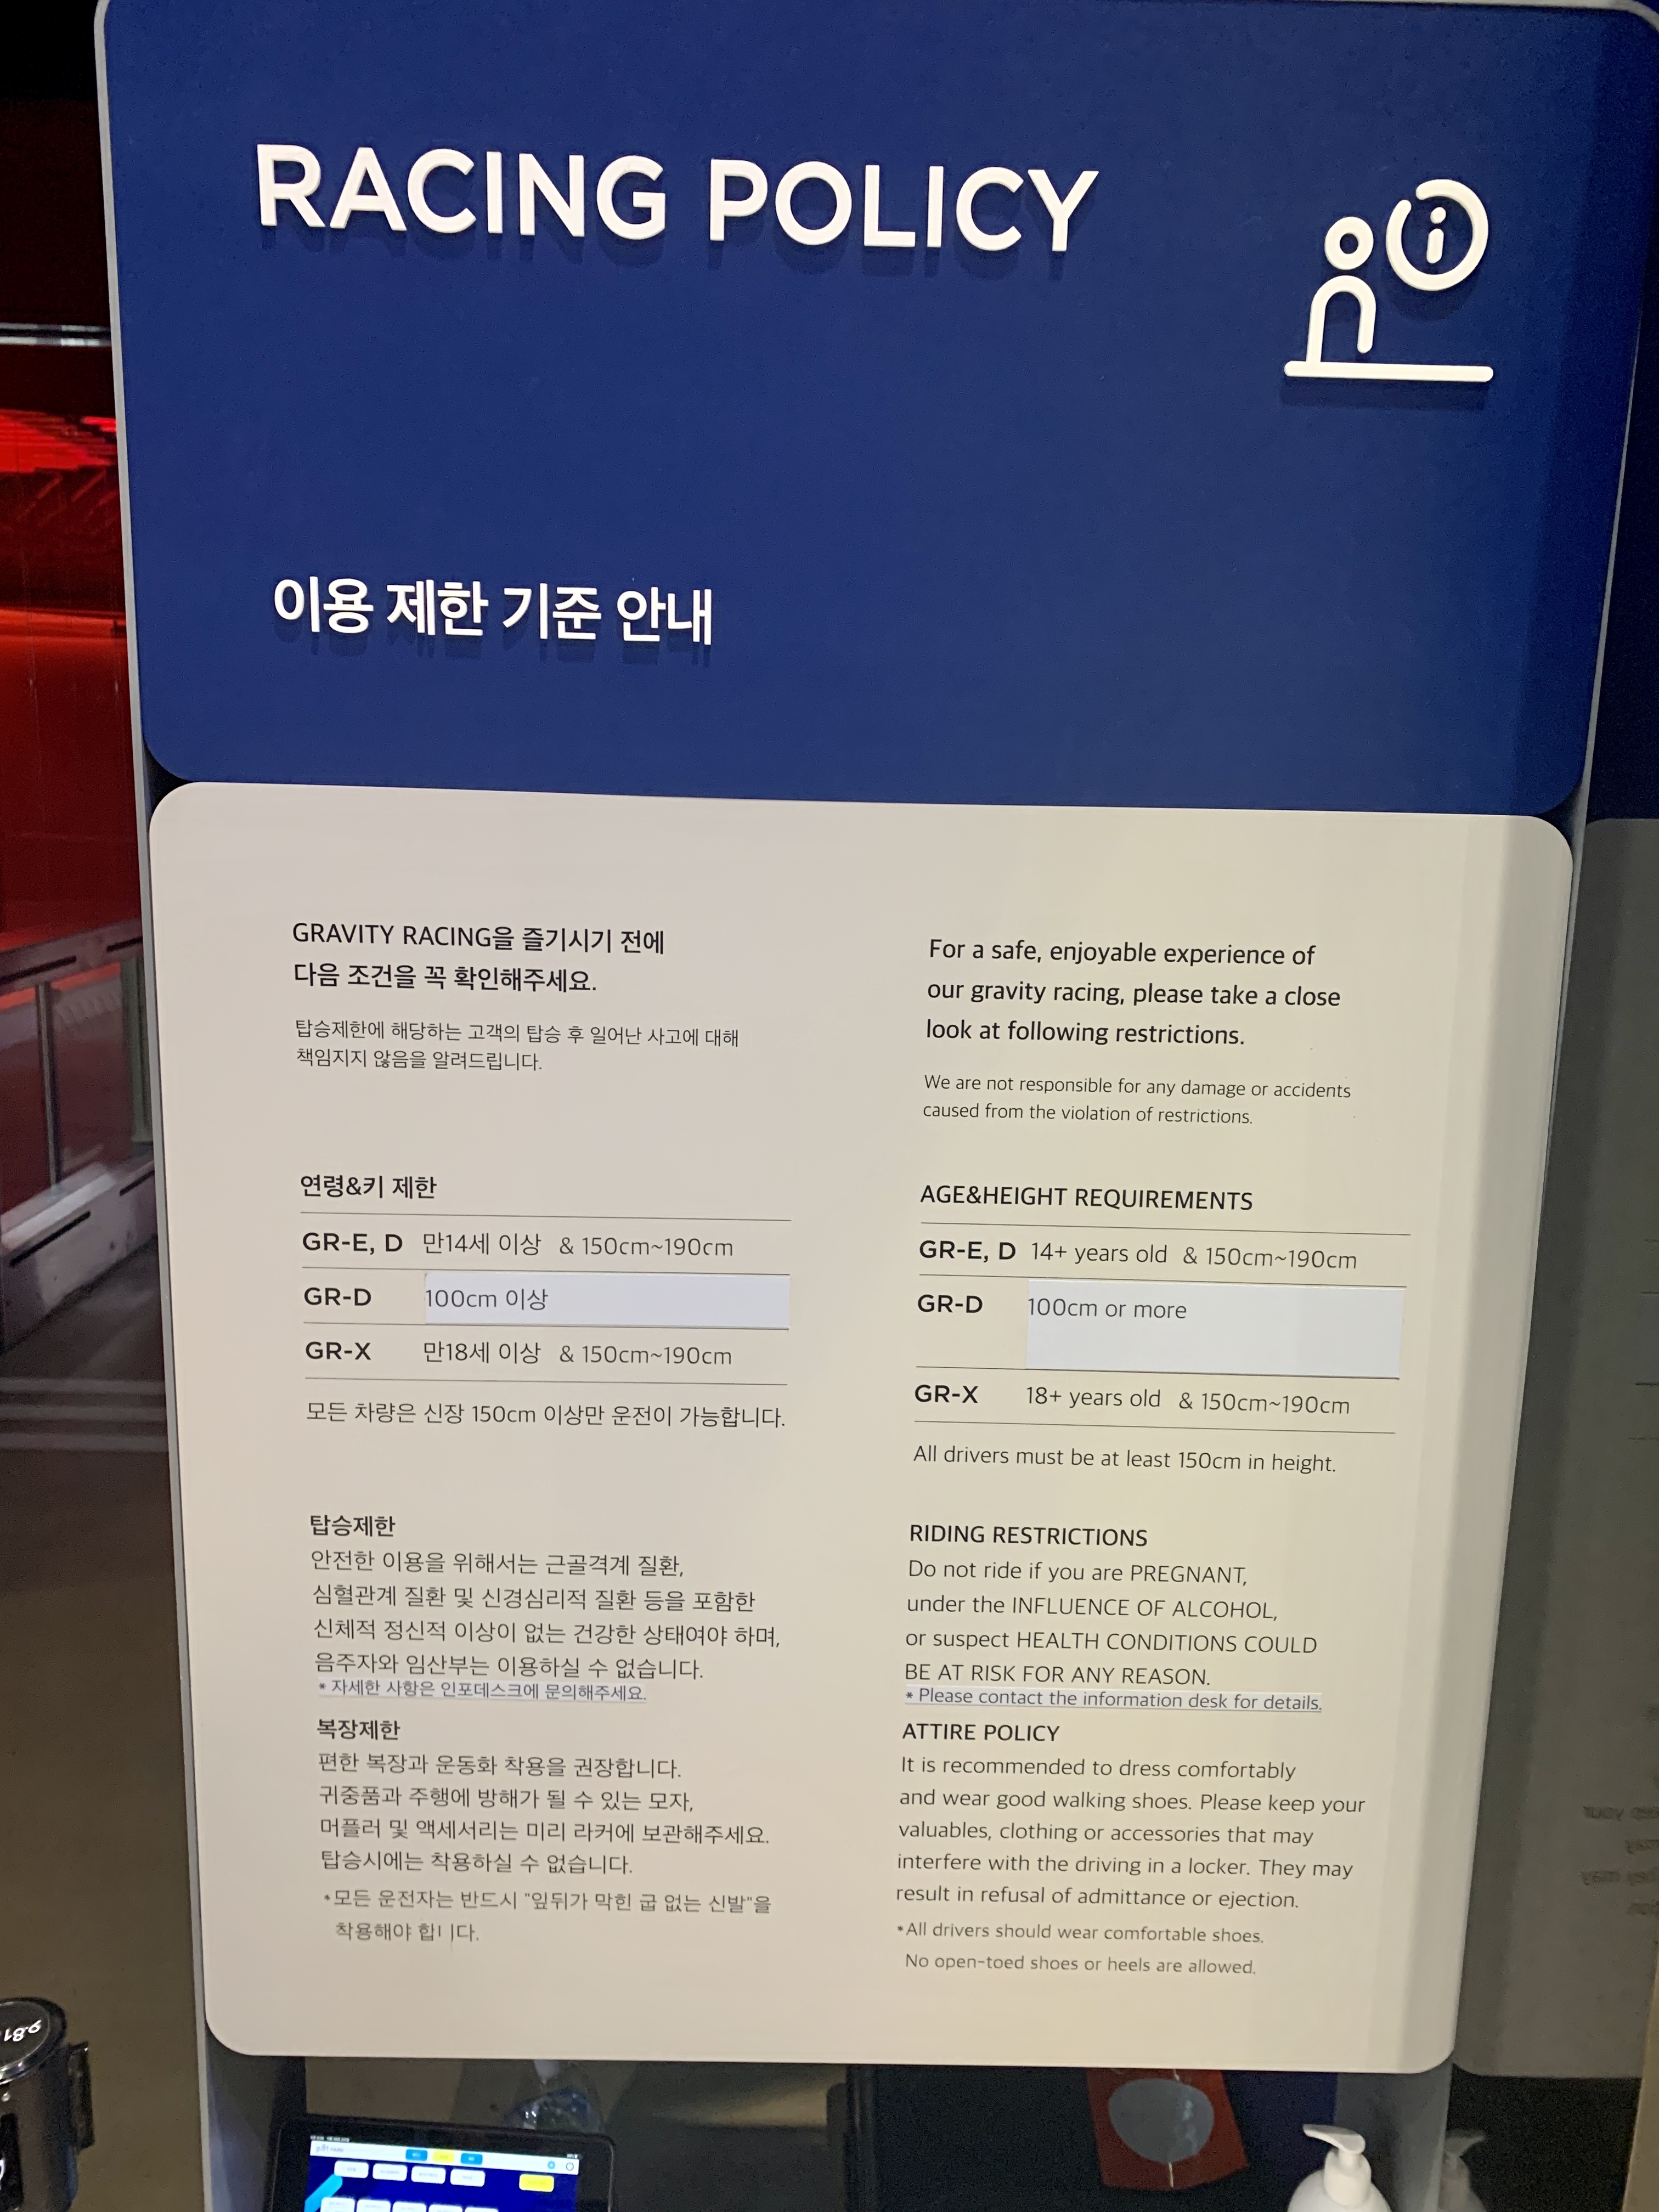 RACING POLICY
이용 제한 기준 안내
GRAVITY RACING을 즐기시기 전에
다음 조건을 꼭 확인해주세요.
탑승제한에 해당하는 고객의 탑승 후 일어난 사고에 대해
책임지지 않음을 알려드립니다.
연령&키 제한
GR-E, D 만14세 이상 & 150cm~190cm
GR-D 100cm 이상
GR-X 만18세 이상 & 150cm~190cm
모든 차량은 신장 150cm 이상만 운전이 가능합니다.
탑승제한
안전한 이용을 위해서는 근골격계 질환,
심혈관계 질환 및 신경심리적 질환 등을 포함한
신체적 정신적 이상이 없는 건강한 상태여야 하며,
음주자와 임산부는 이용하실 수 없습니다.
* 자세한 사항은 인포데스크에 문의해주세요.
복장제한
편한 복장과 운동화 착용을 권장합니다.
귀중품과 주행에 방해가 될 수 있는 모자,
머플러 및 액세서리는 미리 라커에 보관해주세요.
탑승시에는 착용하실 수 없습니다.
*모든 운전자는 반드시 "앞뒤가 막힌 굽 없는 신발"을
착용해야 합니다.
For a safe, enjoyable experience of
our gravity racing, please take a close
look at following restrictions.
We are not responsible for any damage or accidents
caused from the violation of restrictions.
AGE&HEIGHT REQUIREMENTS
GR-E, D 14+ years old & 150cm~190cm
GR-D 100cm or more
GR-X 18+ years old & 150cm~190cm
All drivers must be at least 150cm in height.
RIDING RESTRICTIONS
Do not ride if you are PREGNANT,
under the INFLUENCE OF ALCOHOL,
or suspect HEALTH CONDITIONS COULD
BE AT RISK FOR ANY REASON.
* Please contact the information desk for details.
ATTIRE POLICY
It is recommended to dress comfortably
and wear good walking shoes. Please keep your
valuables, clothing or accessories that may
interfere with the driving in a locker. They may
result in refusal of admittance or ejection.
*All drivers should wear comfortable shoes.
No open-toed shoes or heels are allowed.
9.81